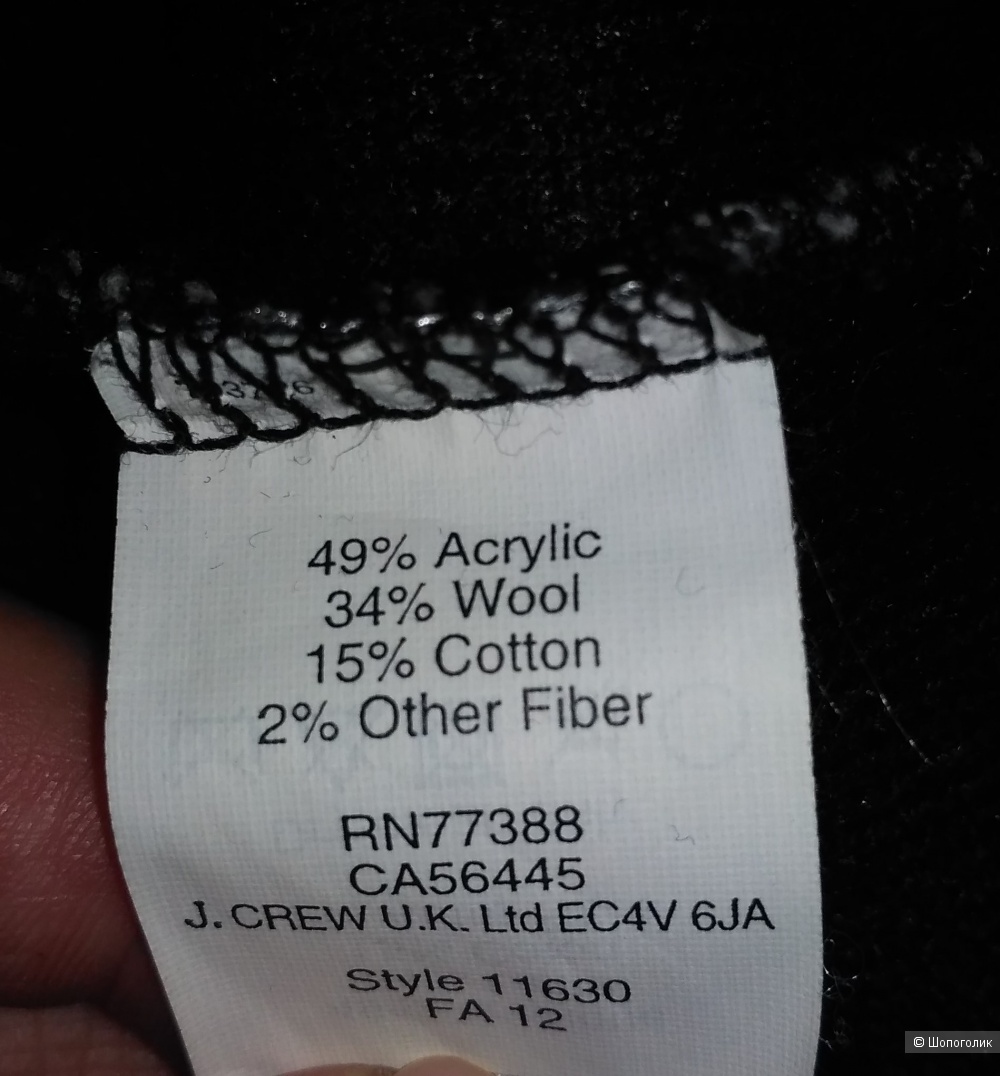 49% Acrylic
34% Wool
15% Cotton
2% Other Fiber
RN77388
CA56445
J. CREW U.K. Ltd EC4V 6JA
Style 11630
FA 12
© Шопоголик